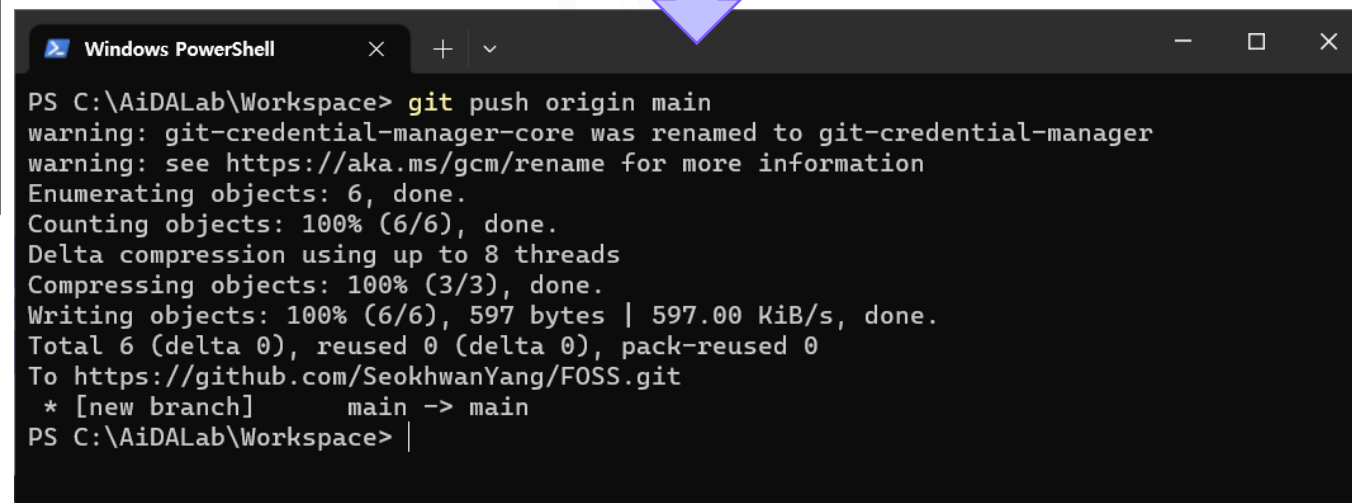 Windows PowerShell
PS C:\AiDALab\Workspace> git push origin main
warning: git-credential-manager-core was renamed to git-credential-manager
warning: see https://aka.ms/gcm/rename for more information
Enumerating objects: 6, done.
Counting objects: 100% (6/6), done.
Delta compression using up to 8 threads
Compressing objects: 100% (3/3), done.
Writing objects: 100% (6/6), 597 bytes | 597.00 KiB/s, done.
Total 6 (delta 0), reused 0 (delta 0), pack-reused 0
To https://github.com/SeokhwanYang/FOSS.git
 * [new branch]      main -> main
PS C:\AiDALab\Workspace>